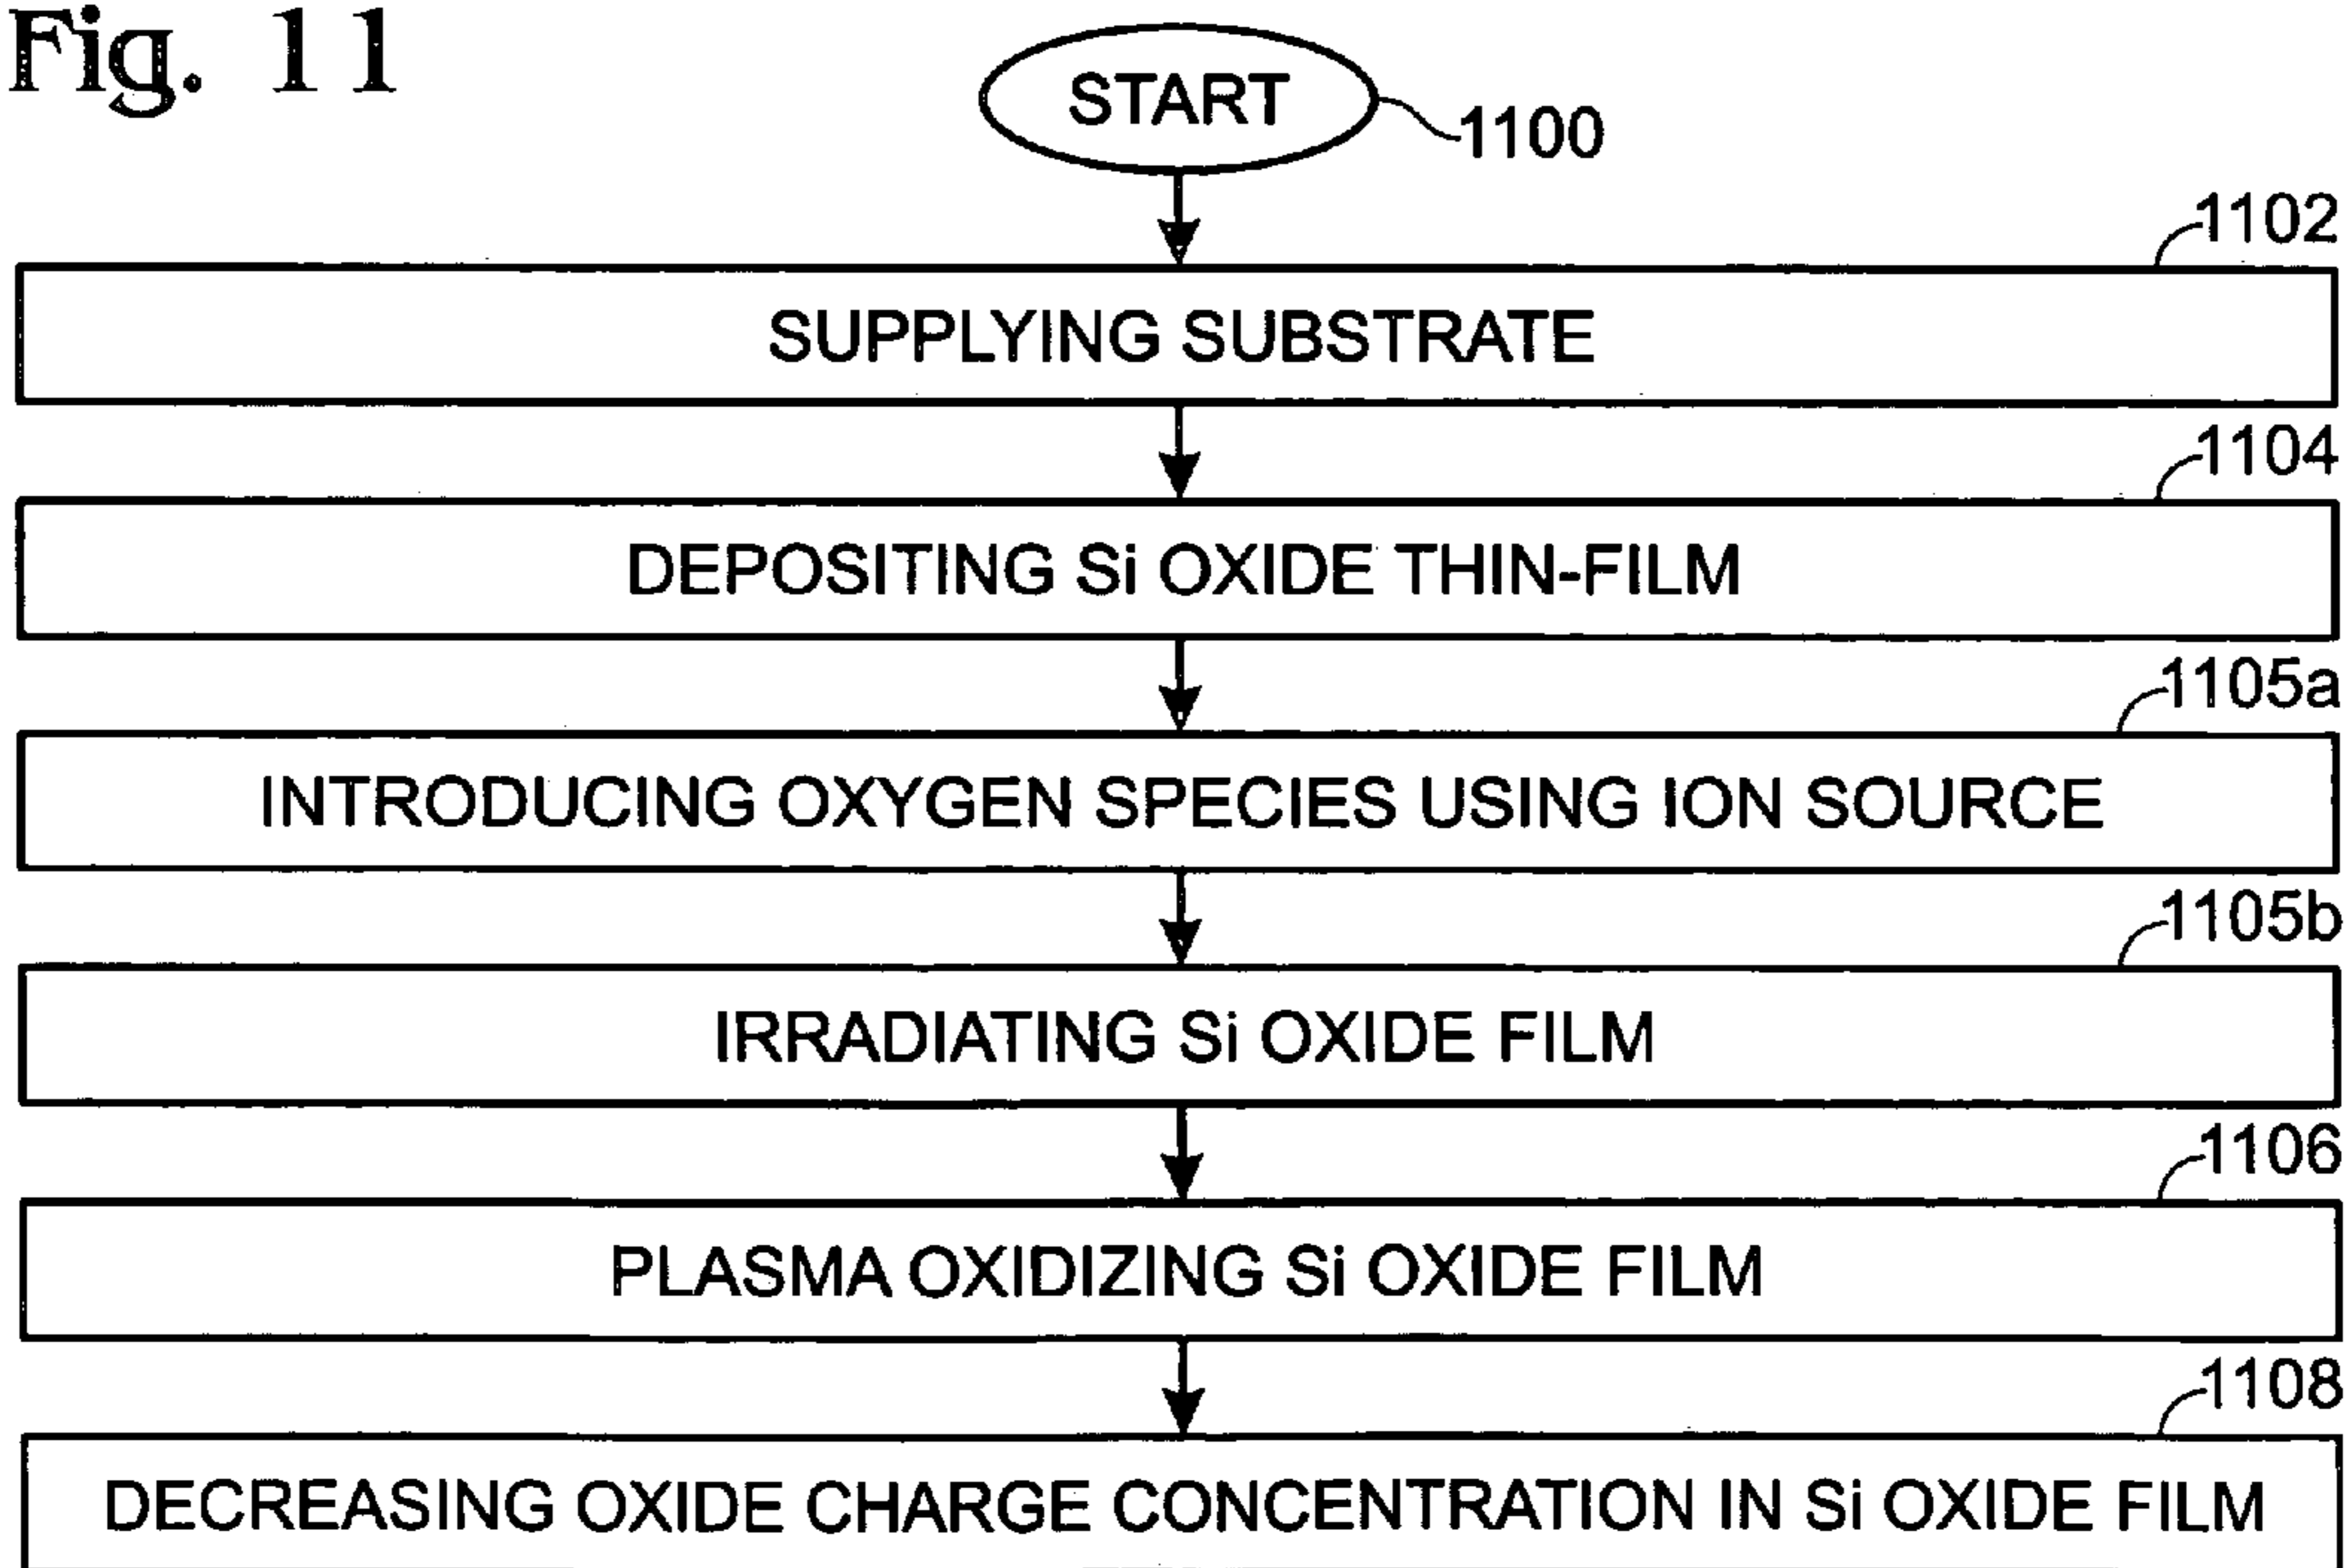 Fig. 11
START
1100
1102
SUPPLYING SUBSTRATE
1104
DEPOSITING Si OXIDE THIN-FILM
1105a
INTRODUCING OXYGEN SPECIES USING ION SOURCE
1105b
IRRADIATING Si OXIDE FILM
1106
PLASMA OXIDIZING Si OXIDE FILM
1108
DECREASING OXIDE CHARGE CONCENTRATION IN Si OXIDE FILM